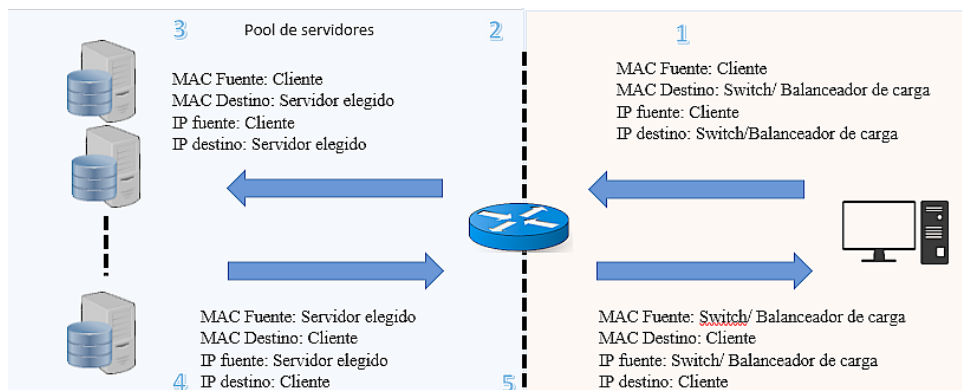 3
Pool de servidores
2
1
MAC Fuente: Cliente
MAC Destino: Servidor elegido
IP fuente: Cliente
IP destino: Servidor elegido
MAC Fuente: Cliente
MAC Destino: Switch/ Balanceador de carga
IP fuente: Cliente
IP destino: Switch/Balanceador de carga
MAC Fuente: Servidor elegido
MAC Destino: Cliente
IP fuente: Servidor elegido
4
IP destino: Cliente
5
MAC Fuente: Switch/ Balanceador de carga
MAC Destino: Cliente
IP fuente: Switch/ Balanceador de carga
IP destino: Cliente